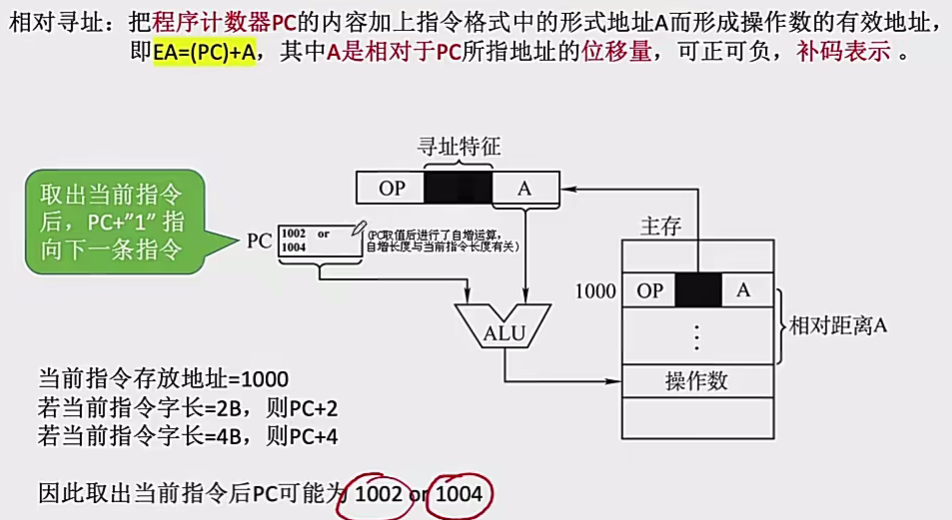 相对寻址：把程序计数器PC的内容加上指令格式中的形式地址A而形成操作数的有效地址，
即EA=(PC)+A，其中A是相对于PC所指地址的位移量，可正可负，补码表示。
寻址特征
OP A
取出当前指令
后，PC+"1"指
向下一条指令
PC
1002 or
1004
(PC取值后进行了自增运算，
自增长度与当前指令长度有关)
主存
1000 OP A
ALU
⋮
相对距离A
操作数
当前指令存放地址=1000
若当前指令字长=2B，则PC+2
若当前指令字长=4B，则PC+4
因此取出当前指令后PC可能为 1002 or 1004